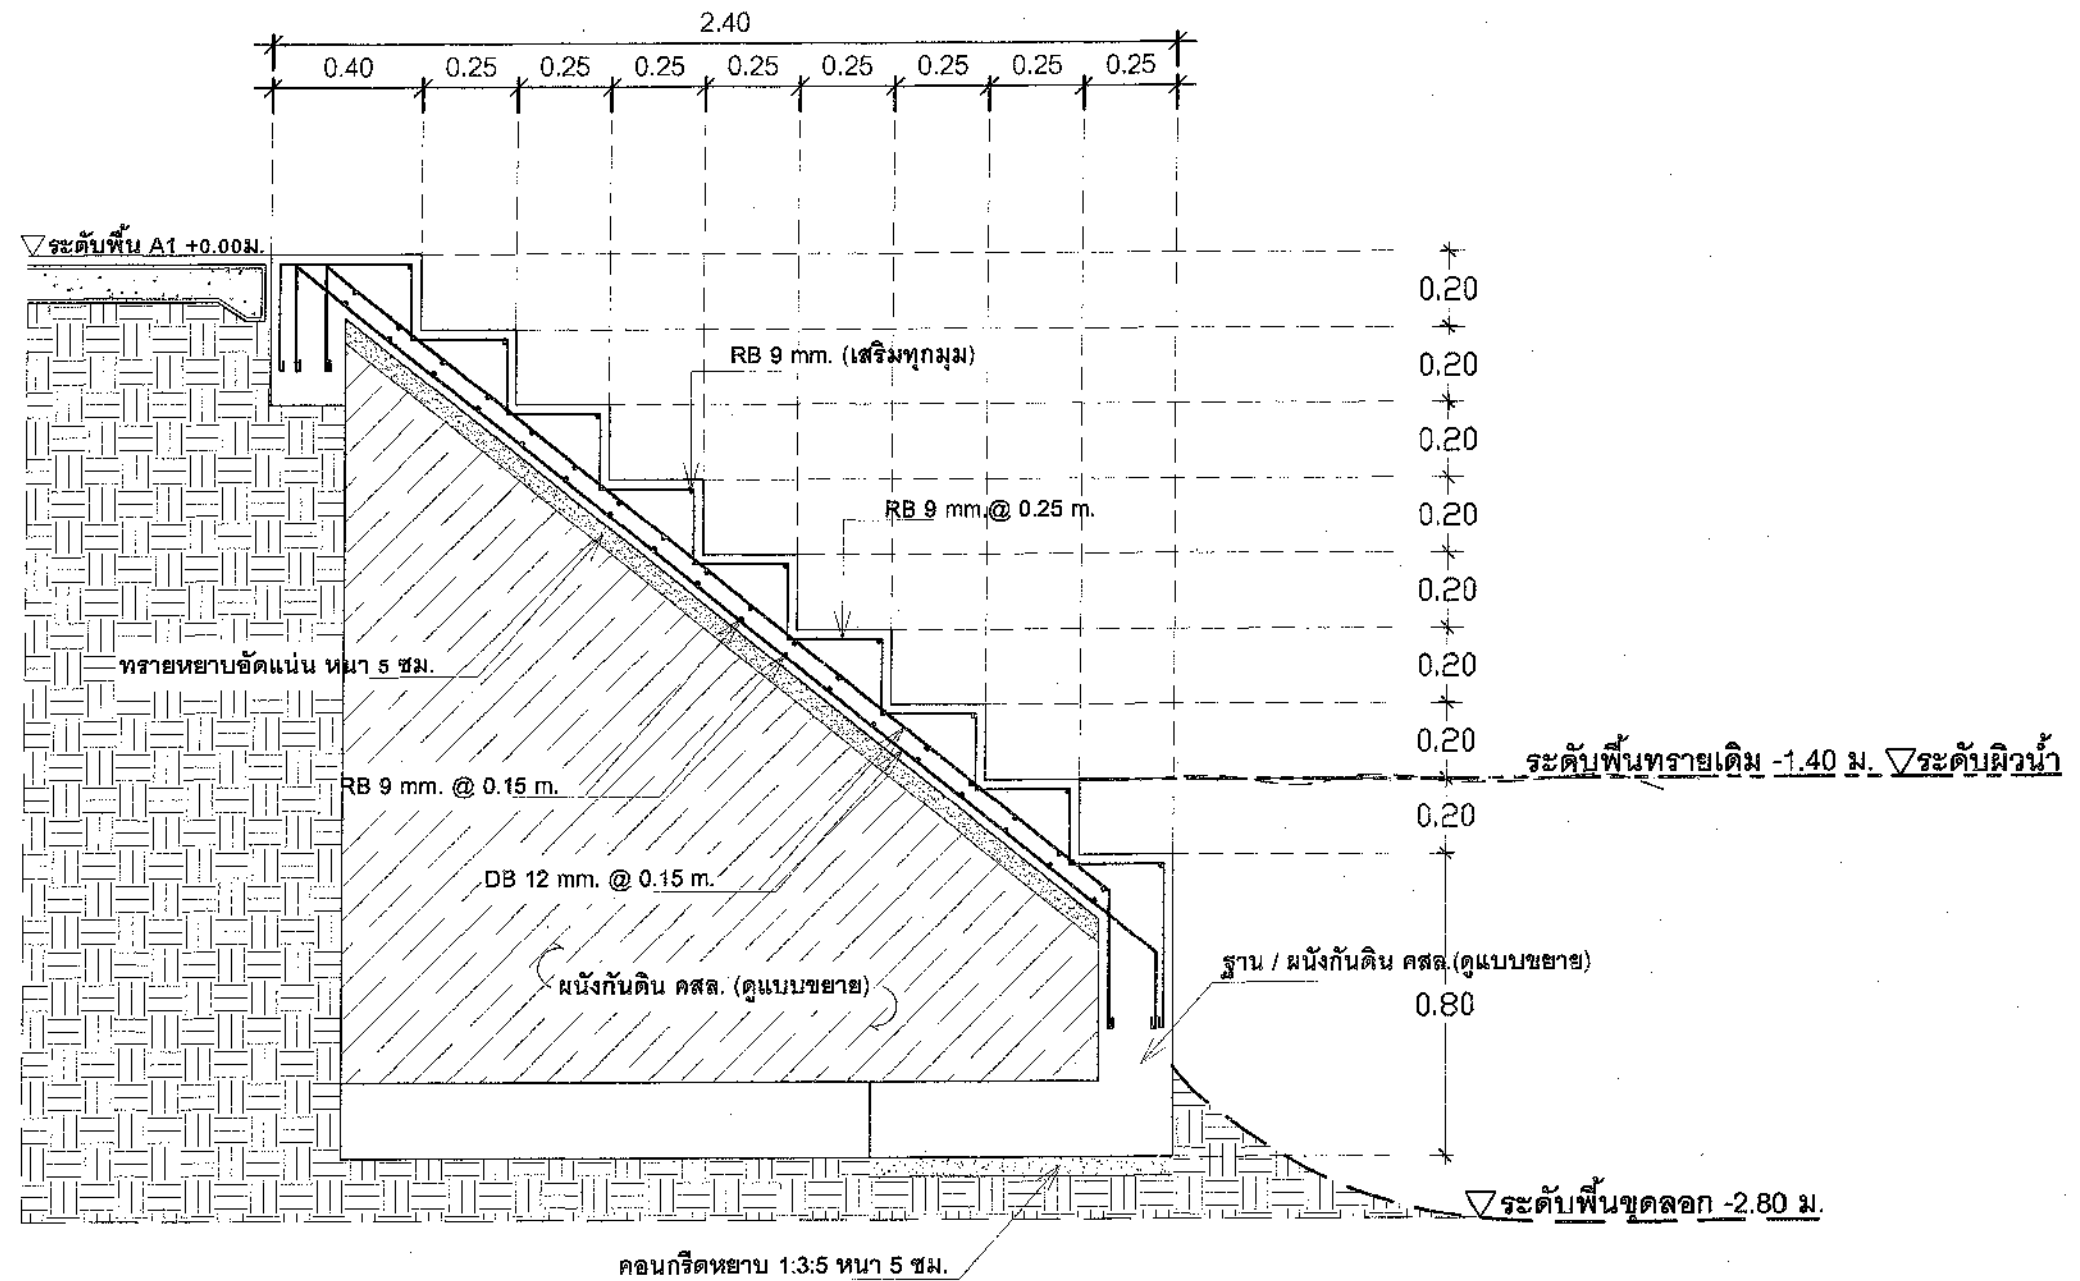 2.40
0.40 0.25 0.25 0.25 0.25 0.25 0.25 0.25 0.25
ระดับพื้น A1 +0.00ม.
0.20
RB 9 mm. (เสริมทุกมุม)
0.20
0.20
RB 9 mm.@ 0.25 m.
0.20
0.20
ทรายหยาบอัดแน่น หนา 5 ซม.
0.20
0.20
ระดับพื้นทรายเดิม -1.40 ม. ระดับผิวน้ำ
RB 9 mm. @ 0.15 m.
0.20
DB 12 mm. @ 0.15 m.
ฐาน / ผนังกันดิน คสล.(ดูแบบขยาย)
ผนังกันดิน คสล. (ดูแบบขยาย)
0.80
ระดับพื้นขุดลอก -2.80 ม.
คอนกรีตหยาบ 1:3:5 หนา 5 ซม.